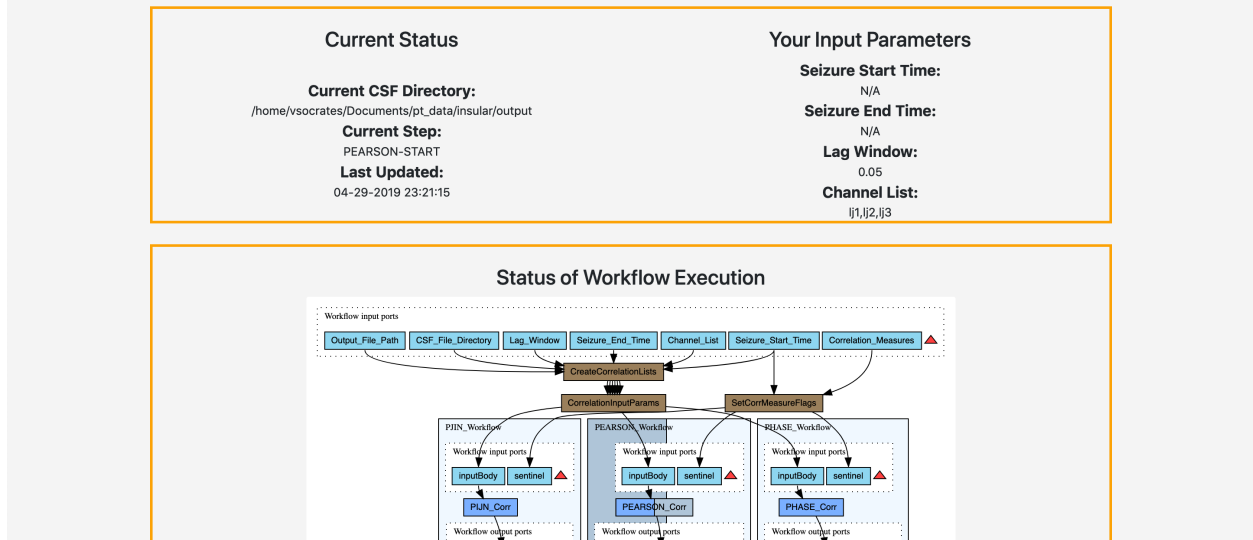 Current Status
Current CSF Directory:
/home/vsocrates/Documents/pt_data/insular/output
Current Step:
PEARSON-START
Last Updated:
04-29-2019 23:21:15
Your Input Parameters
Seizure Start Time:
N/A
Seizure End Time:
N/A
Lag Window:
0.05
Channel List:
lj1,lj2,lj3
Status of Workflow Execution
Workflow input ports
Output_File_Path CSF_File_Directory Lag_Window Seizure_End_Time Channel_List Seizure_Start_Time Correlation_Measures
CreateCorrelationLists
CorrelationInputParams SetCorrMeasureFlags
PJIN_Workflow PEARSON_Workflow PHASE_Workflow
Workflow input ports Workflow input ports Workflow input ports
inputBody sentinel inputBody sentinel inputBody sentinel
PIJN_Corr PEARSON_Corr PHASE_Corr
Workflow output ports Workflow output ports Workflow output ports